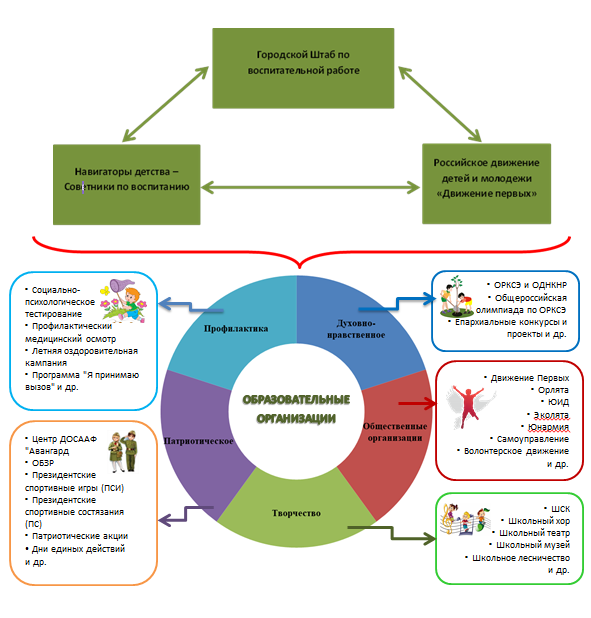 Городской Штаб по
воспитательной работе
Навигаторы детства –
Советники по воспитанию
Российское движение
детей и молодежи
«Движение первых»
• Социально-
психологическое
тестирование
• Профилактически
медицинский осмотр
• Летняя оздоровительная
кампания
• Программа "Я принимаю
вызов" и др.
Профилактика
Духовно-
нравственное
• ОРКСЭ и ОДНКНР
• Общероссийская
олимпиада по ОРКСЭ
• Епархиальные конкурсы и
проекты и др.
ОБРАЗОВАТЕЛЬНЫЕ
ОРГАНИЗАЦИИ
• Движение Первых
• Орлята
• ЮИД
• Эколята
• Юнармия
• Самоуправление
• Волонтерское движение
и др.
Общественные
организации
Патриотическое
• Центр ДОСААФ
"Авангард
• ОБЗР
• Президентские
спортивные игры (ПСИ)
• Президентские
спортивные состязания
(ПС)
• Патриотические акции
• Дни единых действий
и др.
Творчество
• ШСК
• Школьный хор
• Школьный театр
• Школьный музей
• Школьное лесничество
и др.